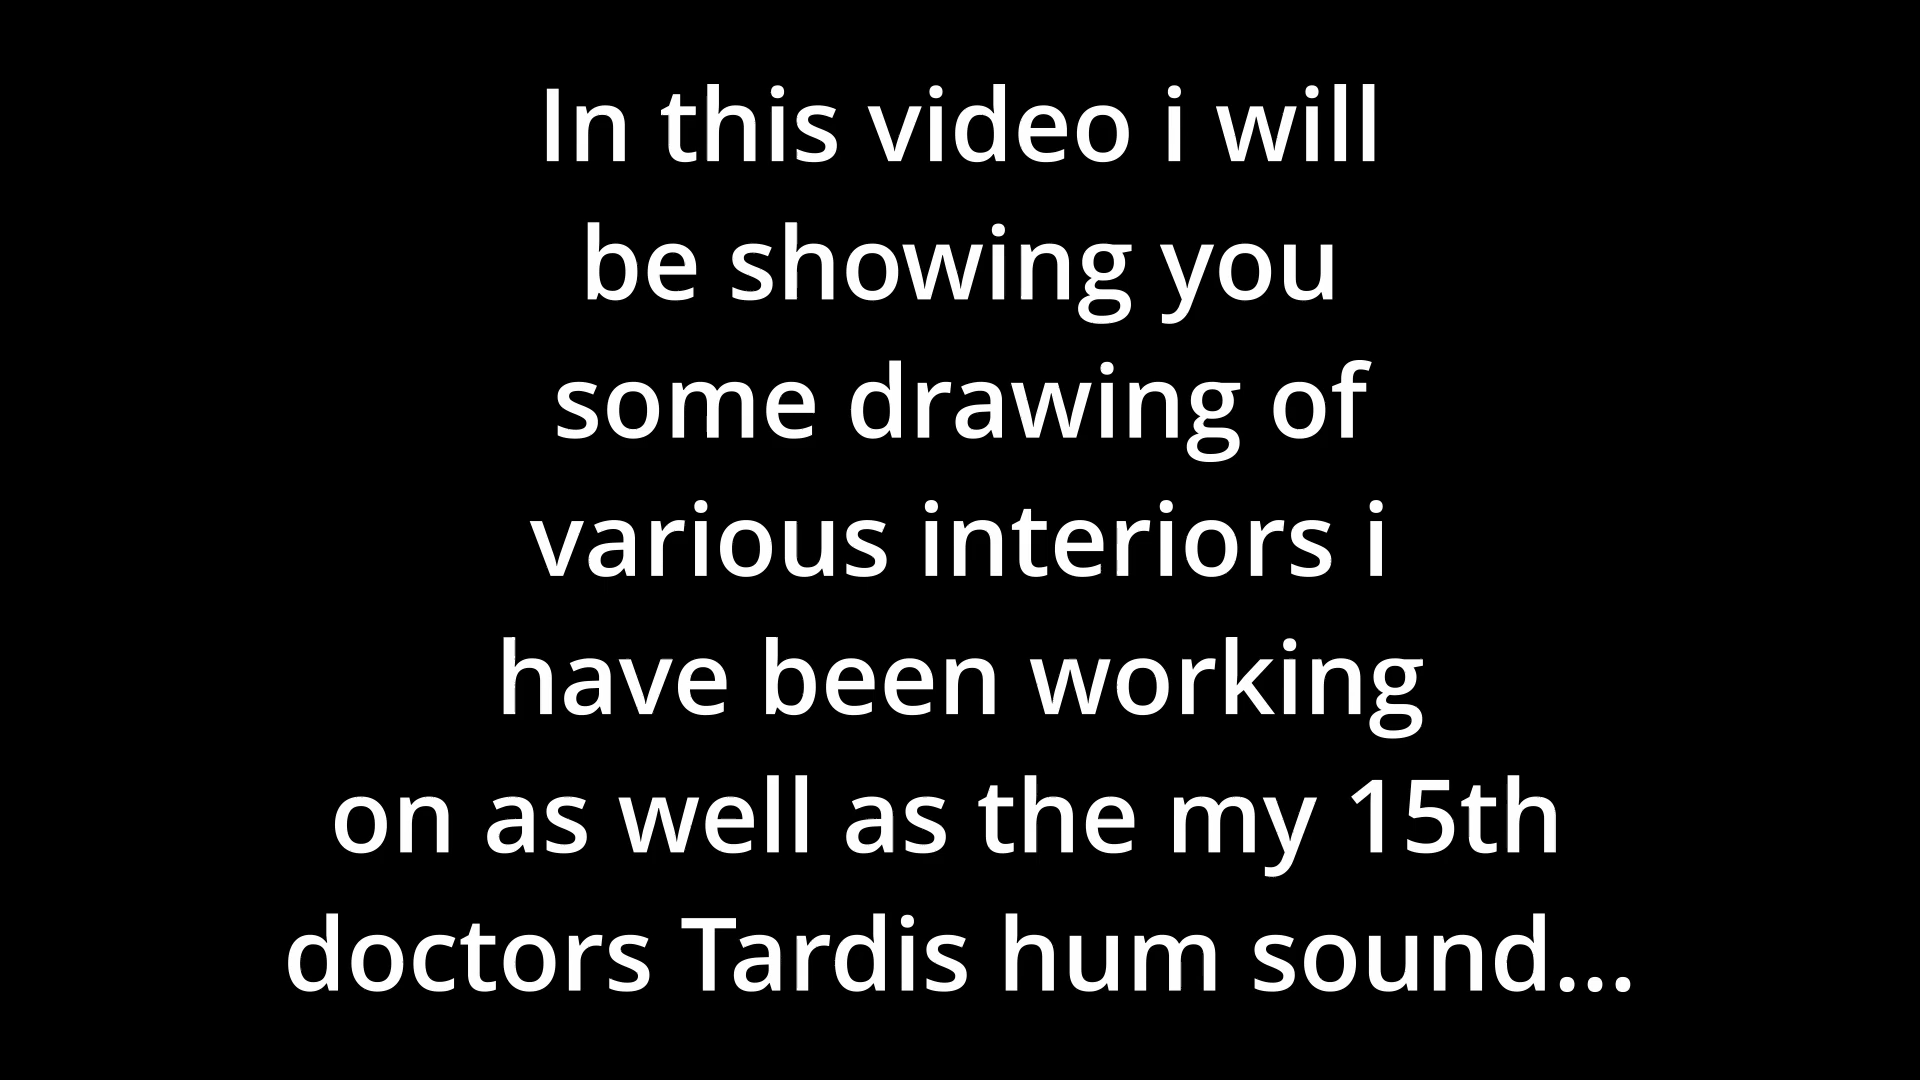 In this video i will
be showing you
some drawing of
various interiors i
have been working
on as well as the my 15th
doctors Tardis hum sound...